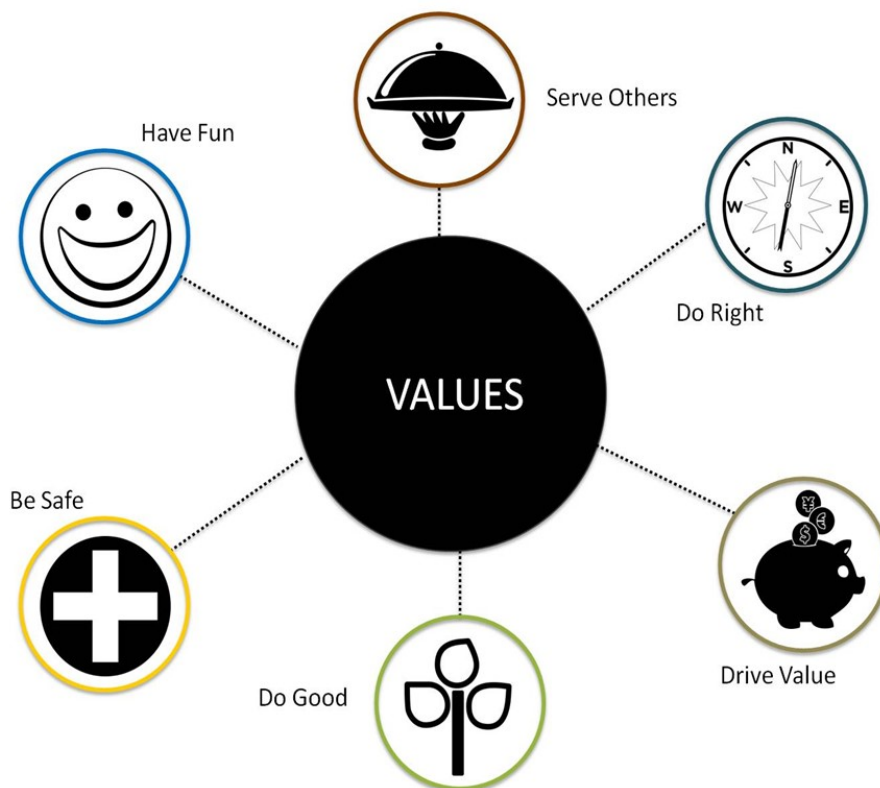 Serve Others
Have Fun
N
W
E
S
Do Right
VALUES
Be Safe
¥
£
$
Drive Value
Do Good